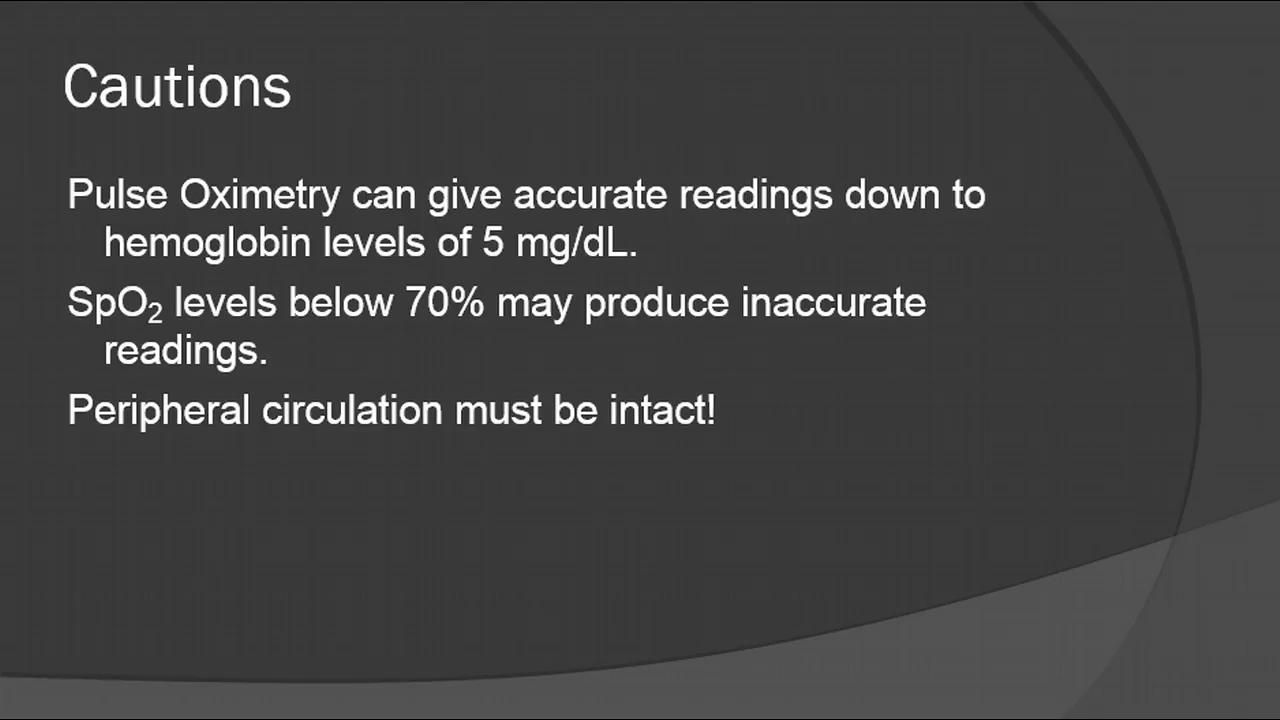 Cautions
Pulse Oximetry can give accurate readings down to
hemoglobin levels of 5 mg/dL.
SpO₂ levels below 70% may produce inaccurate
readings.
Peripheral circulation must be intact!